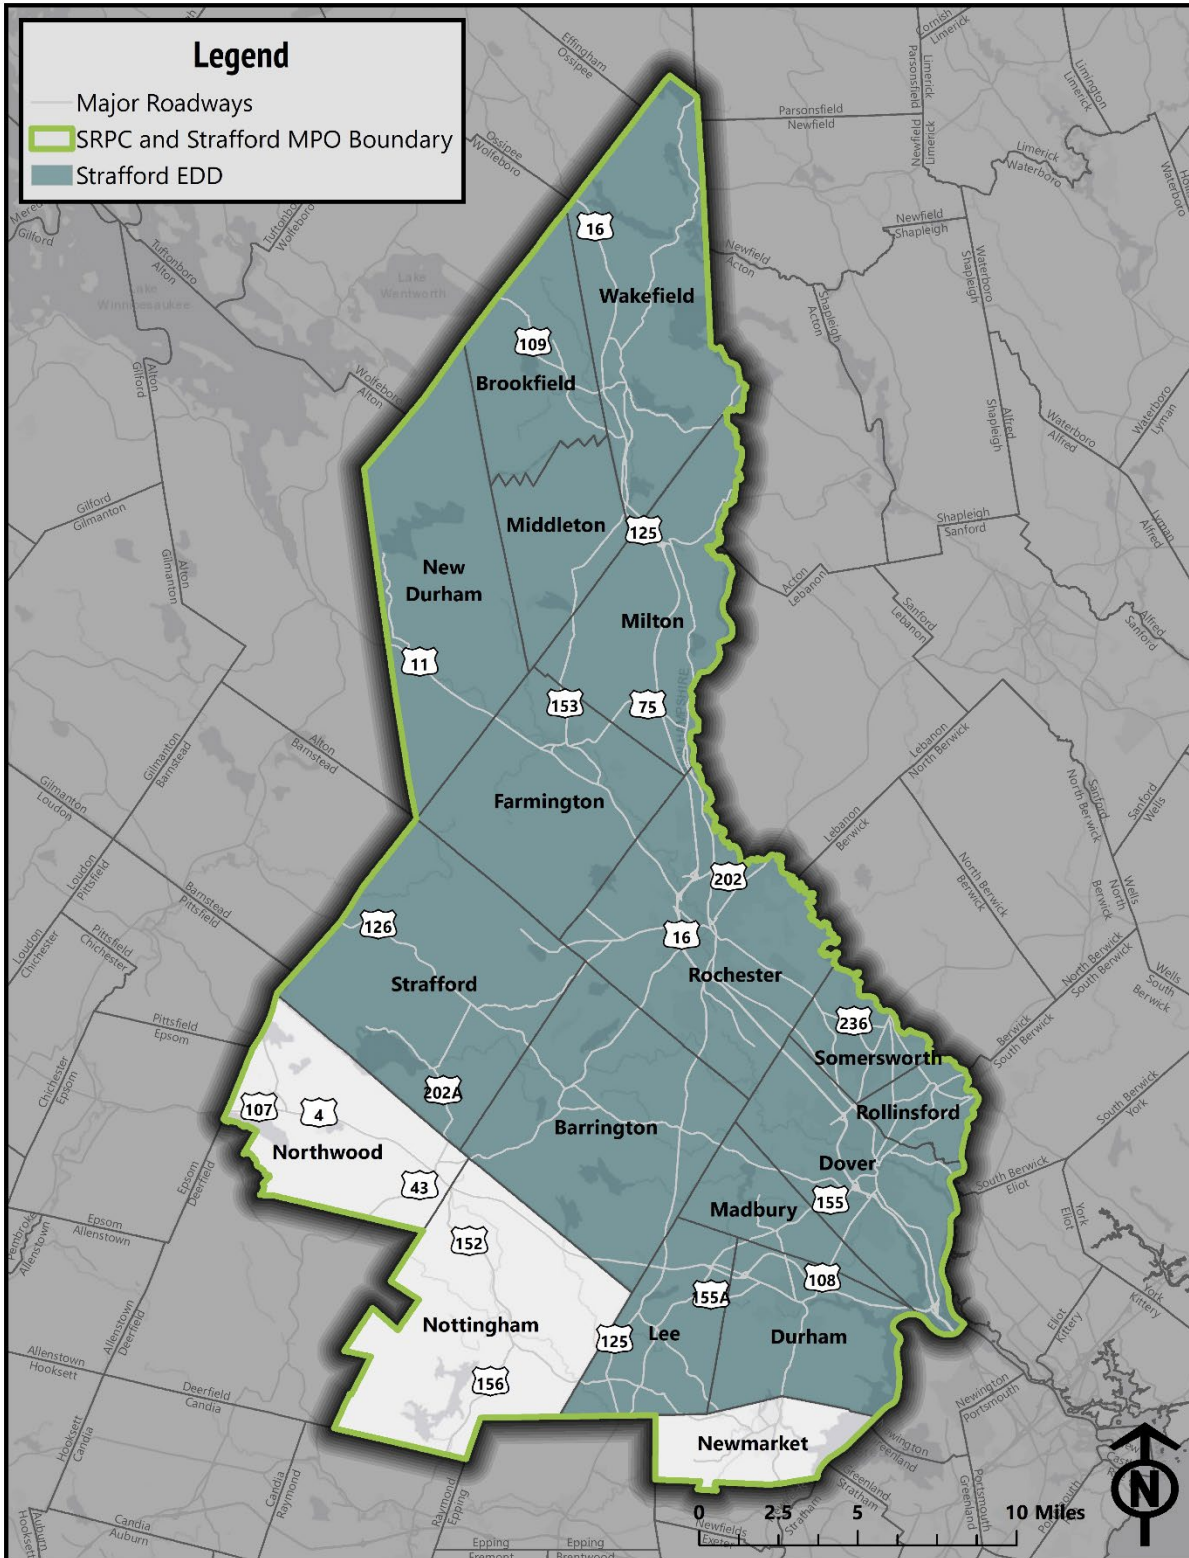 Legend
Major Roadways
SRPC and Strafford MPO Boundary
Strafford EDD
Effingham
Ossipee
Cornish
Limerick
Parsonsfield
Limerick
Limington
Limerick
Parsonsfield
Newfield
Newfield
Limerick
Ossipee
Wolfeboro
Limerick
Waterboro
Tuftonboro
Wolfeboro
Gilford
Tuftonboro
Alton
Newfield
Shapleigh
16
Newfield
Acton
Waterboro
Shapleigh
Lake
Winnipesaukee
Lake
Wentworth
Wakefield
Shapleigh
Acton
109
Brookfield
Alton
Gilford
Wolfeboro
Alton
Alfred
Shapleigh
Waterboro
Alfred
Waterboro
Lyman
Gilford
Gilmanton
Middleton
125
Shapleigh
Sanford
Lyman
Alfred
Alton
Gilmanton
New
Durham
Acton
Lebanon
Milton
Sanford
Lebanon
Alfred
Sanford
11
153
75
Alton
Barnstead
Gilmanton
Barnstead
Lebanon
North Berwick
Gilmanton
Loudon
Farmington
Sanford
North Berwick
Sanford
Wells
Lebanon
Berwick
Loudon
Pittsfield
Barnstead
Pittsfield
202
North Berwick
Berwick
Wells
North
Berwick
126
16
Loudon
Chichester
Pittsfield
Chichester
Rochester
Strafford
North Berwick
South Berwick
Wells
South
Berwick
Pittsfield
Epsom
236
Somersworth
Berwick
South Berwick
Chichester
Epsom
202A
107
4
Barrington
Rollinsford
South Berwick
York
Northwood
Dover
Epsom
Deerfield
43
South Berwick
Eliot
Madbury
155
York
Eliot
Epsom
Allenstown
Pembroke
Allenstown
152
108
155A
York
Kittery
Eliot
Kittery
Allenstown
Deerfield
Nottingham
125
Lee
Durham
Allenstown
Hooksett
156
Deerfield
Candia
Newington
Portsmouth
Hooksett
Candia
Newmarket
Greenland
Stratham
Candia
Raymond
Raymond
Epping
Portsmouth
Greenland
Auburn
Hooksett
Candia
Auburn
Newfields
Exeter
Stratham
Epping
Fremont
Epping
Brentwood
0 5 10 Miles
N